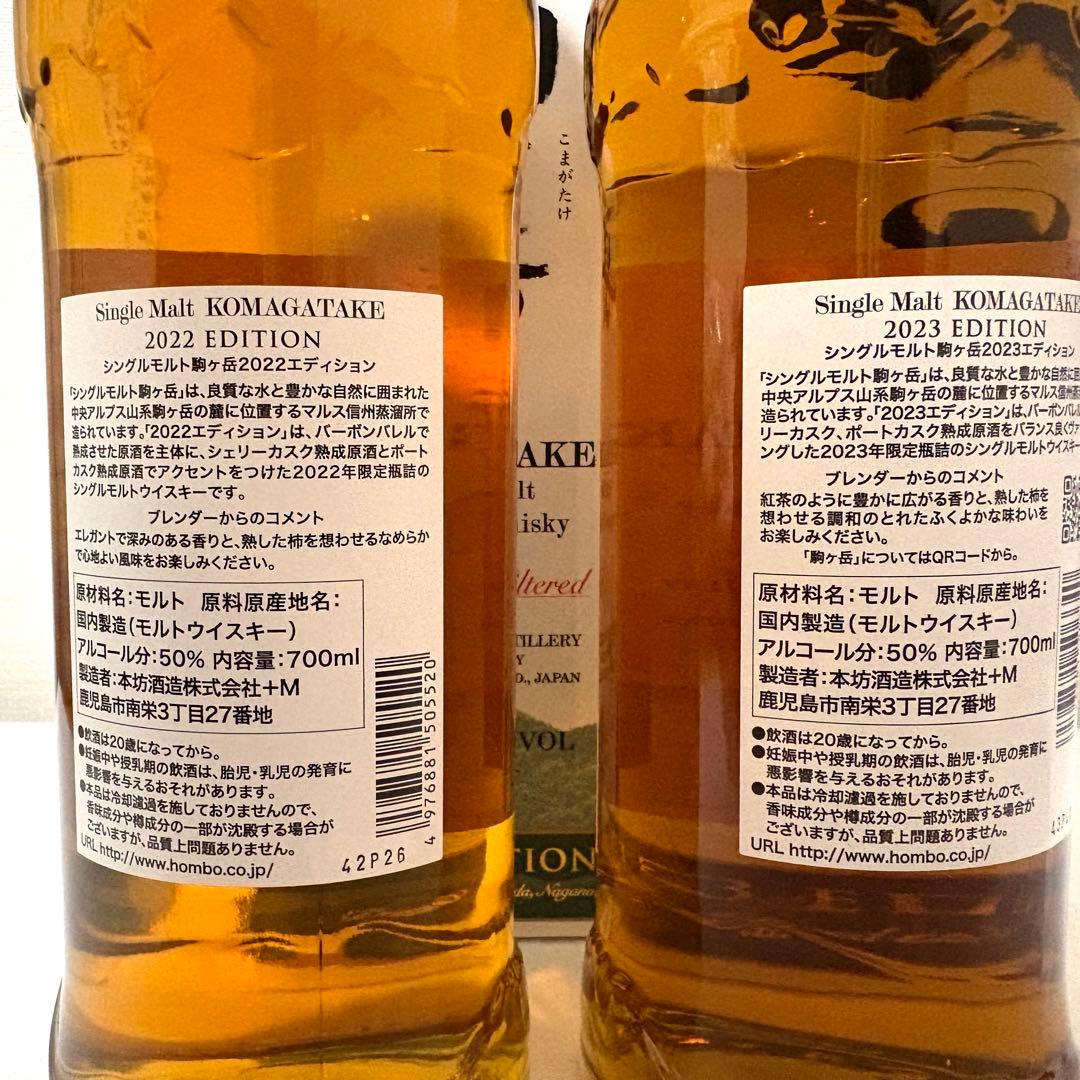 Single Malt KOMAGATAKE
2022 EDITION
シングルモルト駒ヶ岳2022エディション
「シングルモルト駒ヶ岳」は、良質な水と豊かな自然に囲まれた
中央アルプス山系駒ヶ岳の麓に位置するマルス信州蒸溜所で
造られています。「2022エディション」は、バーボンバレルで
熟成させた原酒を主体に、シェリーカスク熟成原酒とポート
カスク熟成原酒でアクセントをつけた2022年限定瓶詰の
シングルモルトウイスキーです。
ブレンダーからのコメント
エレガントで深みのある香りと、熟した柿を想わせるなめらか
で心地よい風味をお楽しみください。
原材料名:モルト 原料原産地名:
国内製造(モルトウイスキー)
アルコール分:50% 内容量:700ml
製造者:本坊酒造株式会社+M
鹿児島市南栄3丁目27番地
●飲酒は20歳になってから。
●妊娠中や授乳期の飲酒は、胎児・乳児の発育に
悪影響を与えるおそれがあります。
●本品は冷却濾過を施しておりませんので、
香味成分や樽成分の一部が沈殿する場合が
ございますが、品質上問題ありません。
URL http://www.hombo.co.jp/
42P26
4976881505520
こまがたけ
AKE
lt
isky
ltered
TILLERY
Y
D., JAPAN
VOL
TION
da, Nagano
Single Malt KOMAGATAKE
2023 EDITION
シングルモルト駒ヶ岳2023エディション
「シングルモルト駒ヶ岳」は、良質な水と豊かな自然に囲
中央アルプス山系駒ヶ岳の麓に位置するマルス信州蒸
造られています。「2023エディション」は、バーボンバレ
リーカスク、ポートカスク熟成原酒をバランス良くヴァ
ングした2023年限定瓶詰のシングルモルトウイスキー
ブレンダーからのコメント
紅茶のように豊かに広がる香りと、熟した柿を
想わせる調和のとれたふくよかな味わいを
お楽しみください。
「駒ヶ岳」についてはQRコードから。
原材料名:モルト 原料原産地名:
国内製造(モルトウイスキー)
アルコール分:50% 内容量:700ml
製造者:本坊酒造株式会社+M
鹿児島市南栄3丁目27番地
●飲酒は20歳になってから。
●妊娠中や授乳期の飲酒は、胎児・乳児の発育に
悪影響を与えるおそれがあります。
●本品は冷却濾過を施しておりませんので、
香味成分や樽成分の一部が沈殿する場合が
ございますが、品質上問題ありません。
URL http://www.hombo.co.jp/